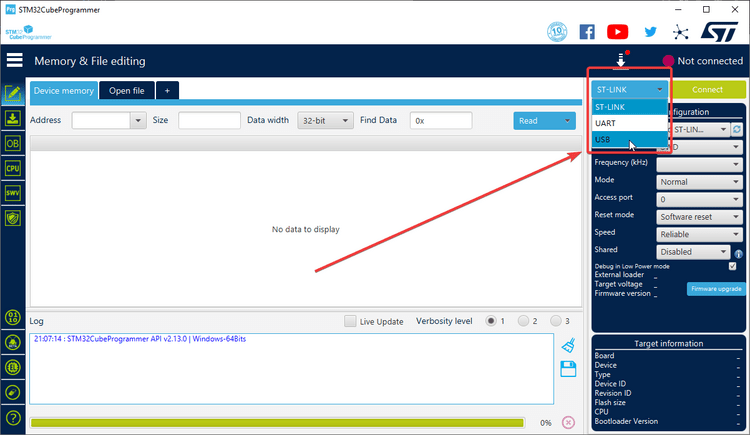 Prg STM32CubeProgrammer
STM32
CubeProgrammer
10
Memory & File editing
Not connected
Device memory Open file +
ST-LINK Connect
ST-LINK
UART
USB
Address Size Data width 32-bit Find Data 0x Read
ST-LIN...
Frequency (kHz)
Mode Normal
Access port 0
Reset mode Software reset
Speed Reliable
Shared Disabled
Debug in Low Power mode
External loader _
Target voltage _
Firmware version _
Firmware upgrade
No data to display
OB
CPU
SWV
Log Live Update Verbosity level 1 2 3
21:07:14 : STM32CubeProgrammer API v2.13.0 | Windows-64Bits
0%
Target information
Board _
Device _
Type _
Device ID _
Revision ID _
Flash size _
CPU _
Bootloader Version _